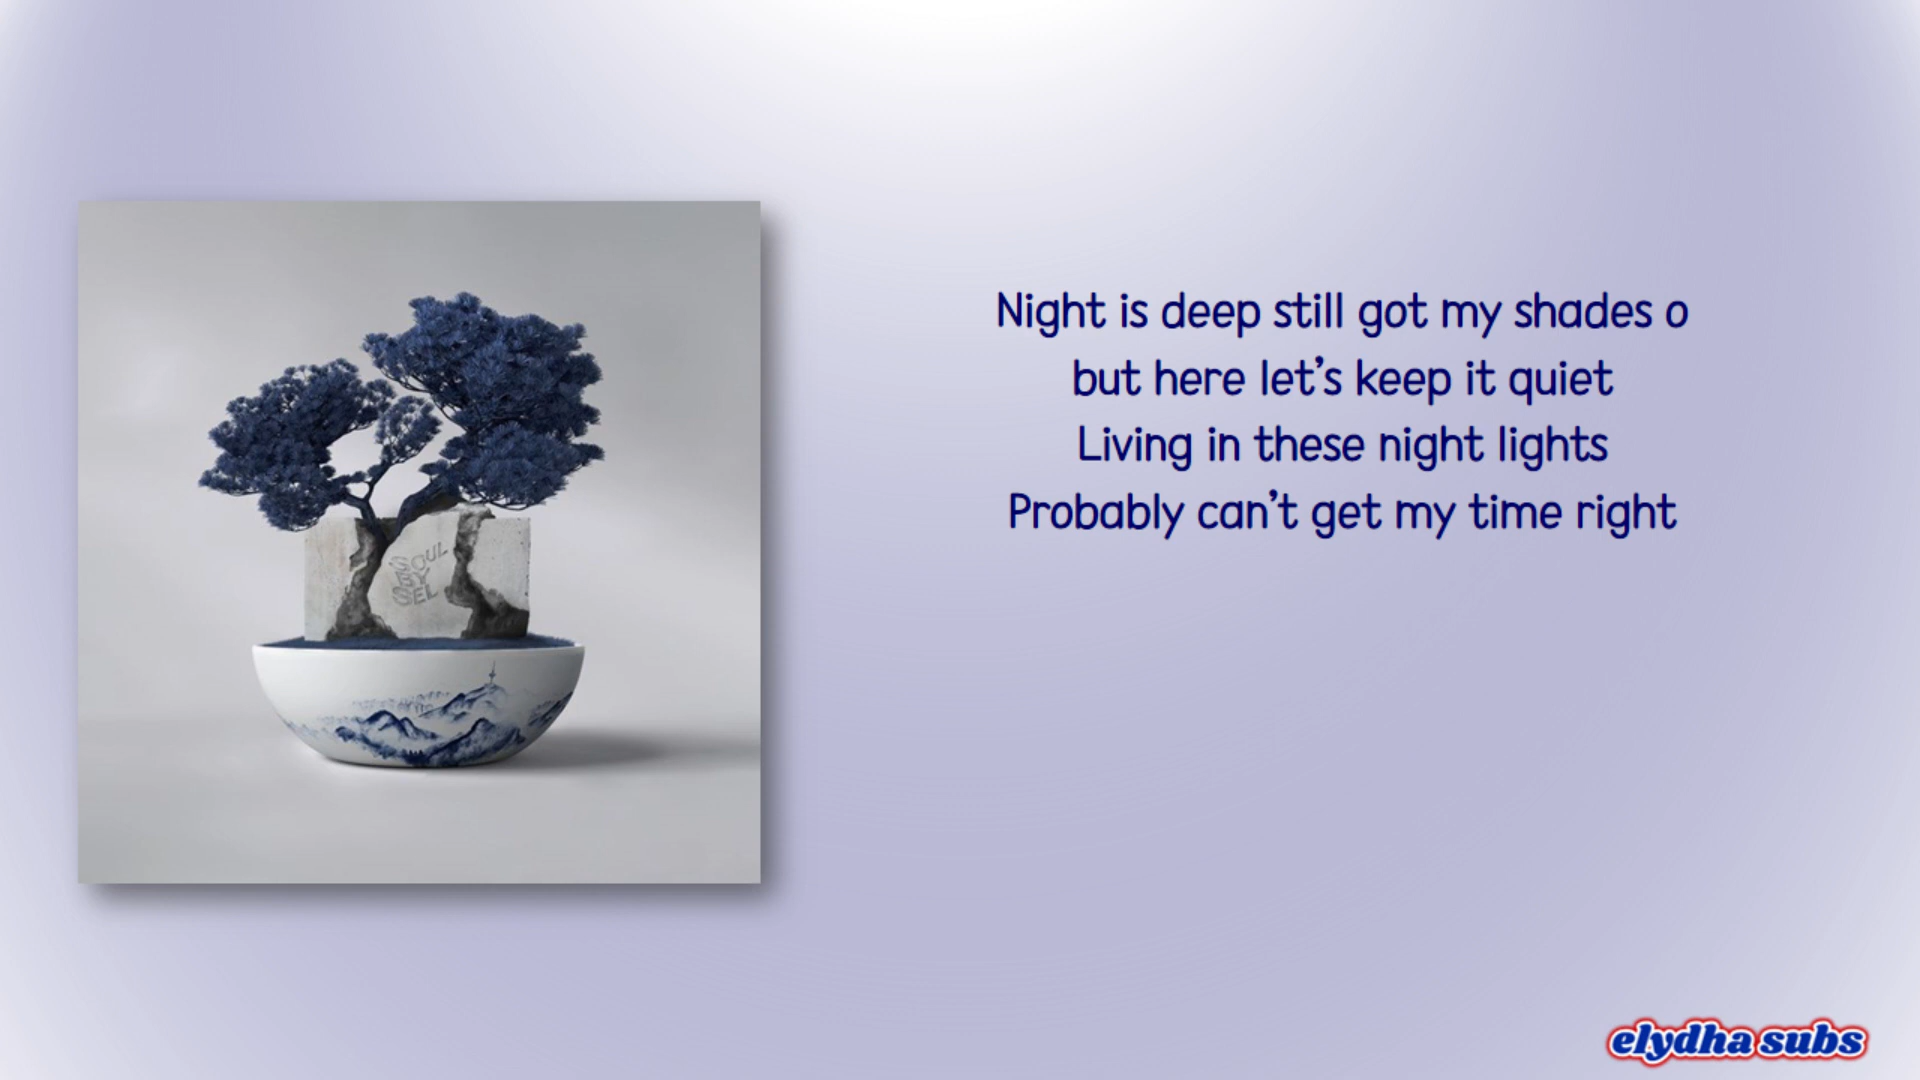 Night is deep still got my shades o
but here let’s keep it quiet
Living in these night lights
Probably can’t get my time right
SOUL
BY
SEL
elydha subs